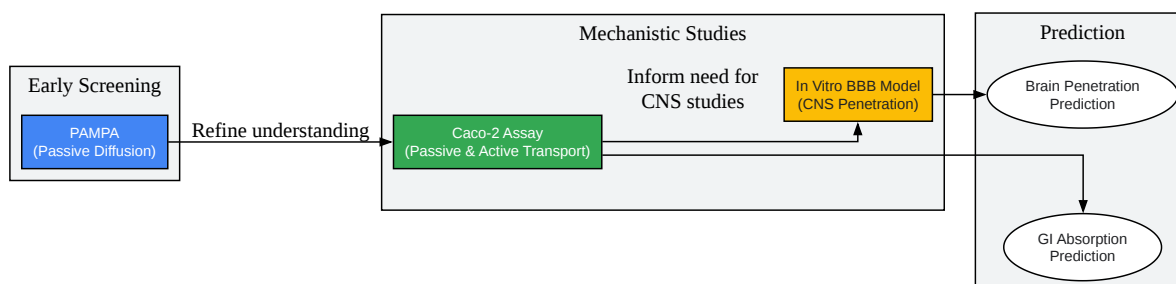 Early Screening
PAMPA
(Passive Diffusion)
Refine understanding
Mechanistic Studies
Caco-2 Assay
(Passive & Active Transport)
Inform need for
CNS studies
In Vitro BBB Model
(CNS Penetration)
Prediction
Brain Penetration
Prediction
GI Absorption
Prediction